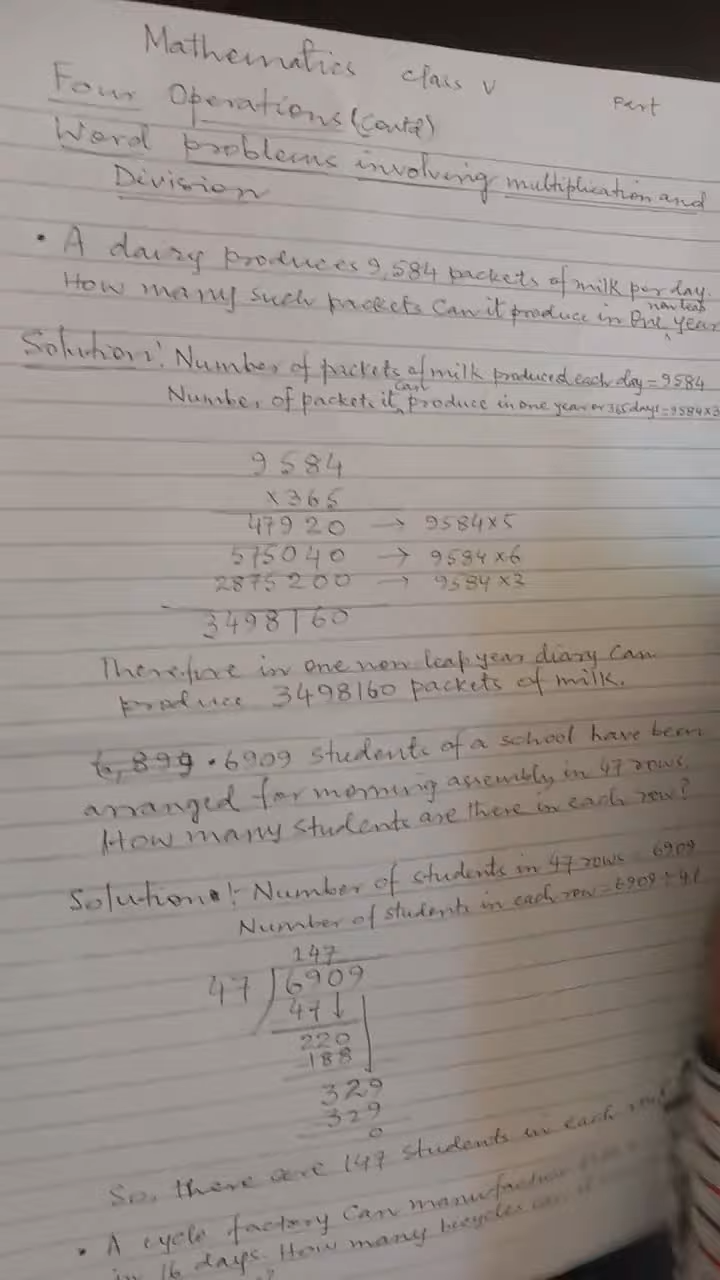 Mathematics class V Part
Four Operations (Contd)
Word problems involving multiplication and
Division
• A dairy produces 9,584 packets of milk per day.
How many such packets can it produce in one non leap year
Solution: Number of packets of milk produced each day = 9584
Number of packets it can produce in one year or 365 days = 9584×3
9584
×365
47920 → 9584×5
575040 → 9584×6
2875200 → 9584×3
3498160
Therefore in one non leap year diary can
produce 3498160 packets of milk.
6,899 • 6909 students of a school have been
arranged for morning assembly in 47 rows.
How many students are there in each row?
Solution: Number of students in 47 rows = 6909
Number of students in each row = 6909 ÷ 4
147
47 ) 6909
47 ↓
220
188
329
329
0
So, there are 147 students in each
• A cycle factory can manufacture
in 16 days. How many bicycles